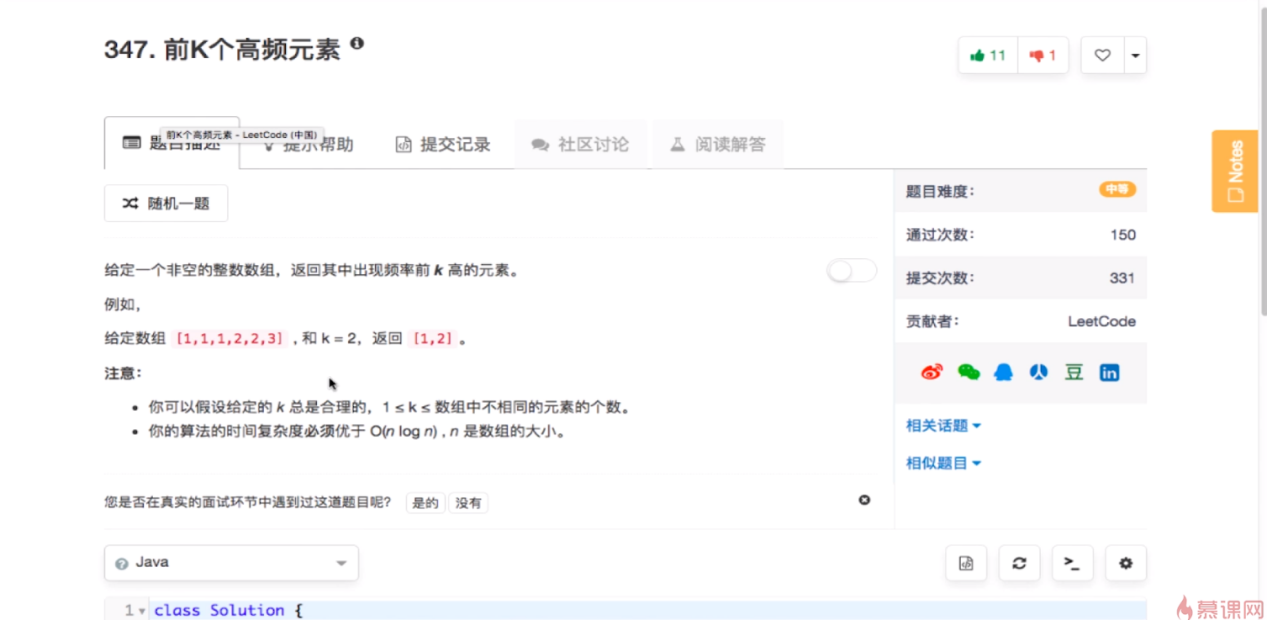 347. 前K个高频元素
11 1
题目描述 提示帮助 提交记录 社区讨论 阅读解答
前K个高频元素 - LeetCode (中国)
Notes
随机一题
题目难度: 中等
通过次数: 150
提交次数: 331
贡献者: LeetCode
相关话题
相似题目
给定一个非空的整数数组，返回其中出现频率前 k 高的元素。
例如，
给定数组 [1,1,1,2,2,3] , 和 k = 2，返回 [1,2] 。
注意：
• 你可以假设给定的 k 总是合理的，1 ≤ k ≤ 数组中不相同的元素的个数。
• 你的算法的时间复杂度必须优于 O(n log n) , n 是数组的大小。
您是否在真实的面试环节中遇到过这道题目呢? 是的 没有
Java
1 class Solution {
慕课网